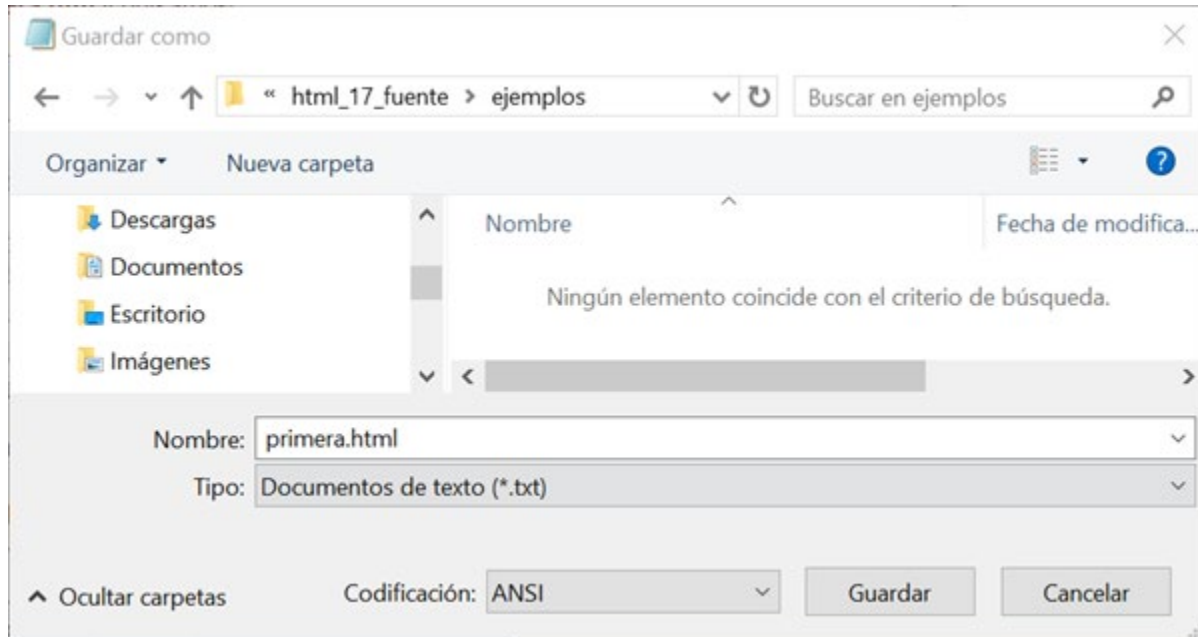 Guardar como
« html_17_fuente > ejemplos
Buscar en ejemplos
Organizar
Nueva carpeta
Descargas
Documentos
Escritorio
Imágenes
Nombre
Fecha de modifica...
Ningún elemento coincide con el criterio de búsqueda.
Nombre: primera.html
Tipo: Documentos de texto (*.txt)
Ocultar carpetas
Codificación: ANSI
Guardar
Cancelar